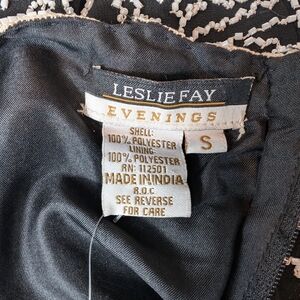 LESLIE FAY
EVENINGS
S
SHELL:
100% POLYESTER
LINING:
100% POLYESTER
RN: 112501
MADE IN INDIA
R.O.C
SEE REVERSE
FOR CARE